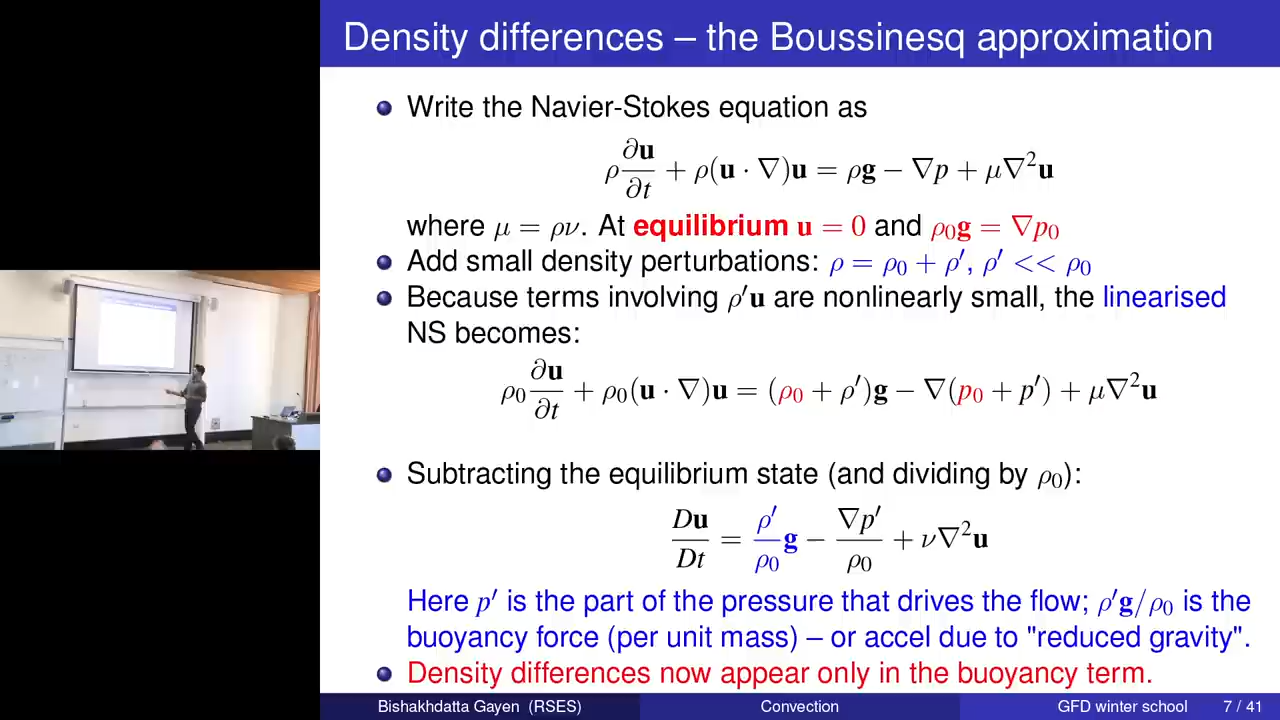 Density differences – the Boussinesq approximation
Write the Navier-Stokes equation as
ρ ∂u/∂t + ρ(u · ∇)u = ρg − ∇p + μ∇²u
where μ = ρν. At equilibrium u = 0 and ρ₀g = ∇p₀
Add small density perturbations: ρ = ρ₀ + ρ′, ρ′ << ρ₀
Because terms involving ρ′u are nonlinearly small, the linearised
NS becomes:
ρ₀ ∂u/∂t + ρ₀(u · ∇)u = (ρ₀ + ρ′)g − ∇(p₀ + p′) + μ∇²u
Subtracting the equilibrium state (and dividing by ρ₀):
Du/Dt = ρ′/ρ₀ g − ∇p′/ρ₀ + ν∇²u
Here p′ is the part of the pressure that drives the flow; ρ′g/ρ₀ is the
buoyancy force (per unit mass) – or accel due to "reduced gravity".
Density differences now appear only in the buoyancy term.
Bishakhdatta Gayen (RSES) Convection GFD winter school 7 / 41